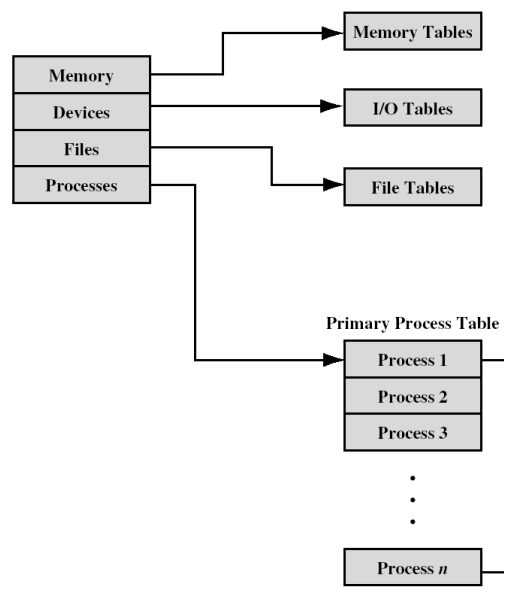 Memory
Devices
Files
Processes
Memory Tables
I/O Tables
File Tables
Primary Process Table
Process 1
Process 2
Process 3
Process n